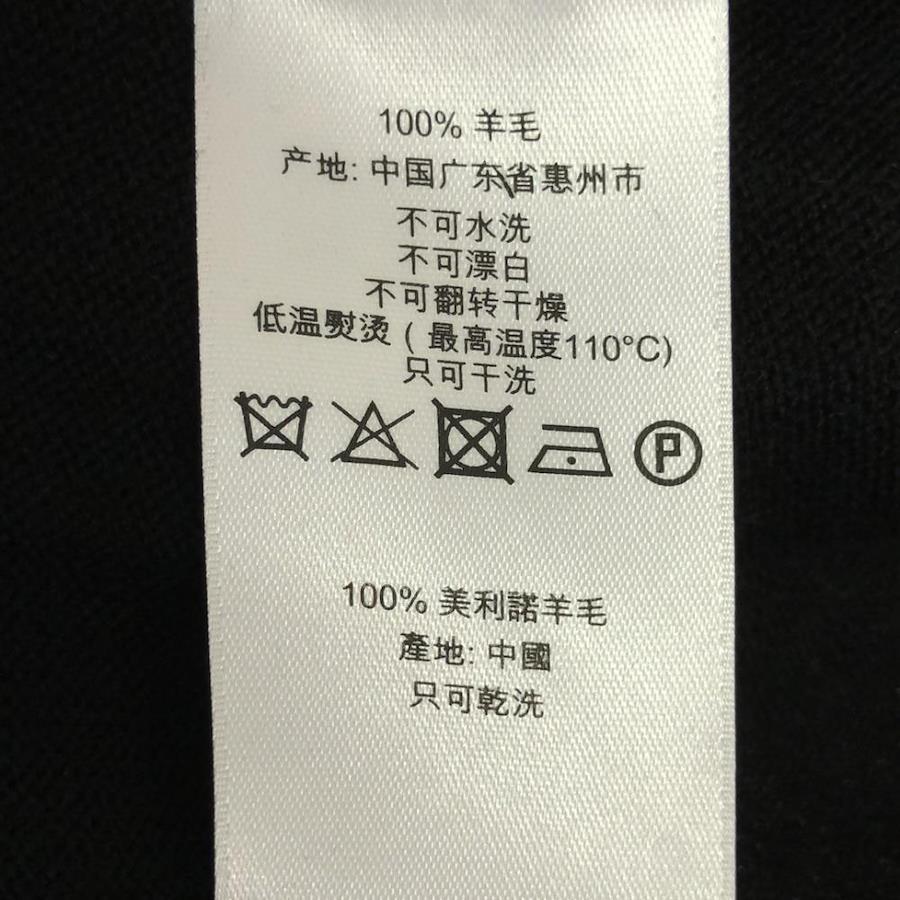 100% 羊毛
产地: 中国广东省惠州市
不可水洗
不可漂白
不可翻转干燥
低温熨烫 ( 最高温度110°C)
只可干洗
P
100% 美利諾羊毛
產地: 中國
只可乾洗